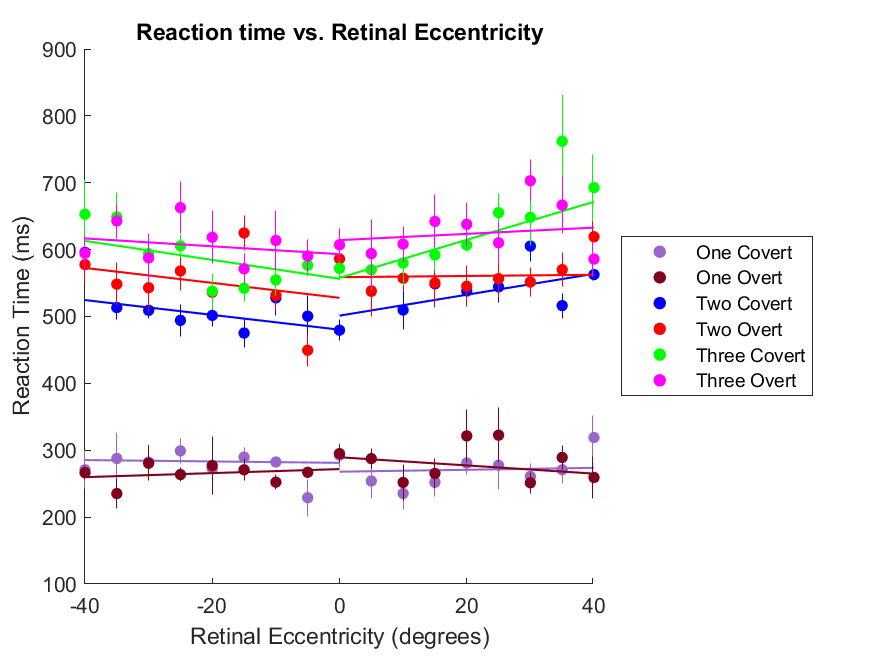 Reaction time vs. Retinal Eccentricity
900
800
700
600
500
400
300
200
100
Reaction Time (ms)
-40
-20
0
20
40
Retinal Eccentricity (degrees)
One Covert
One Overt
Two Covert
Two Overt
Three Covert
Three Overt